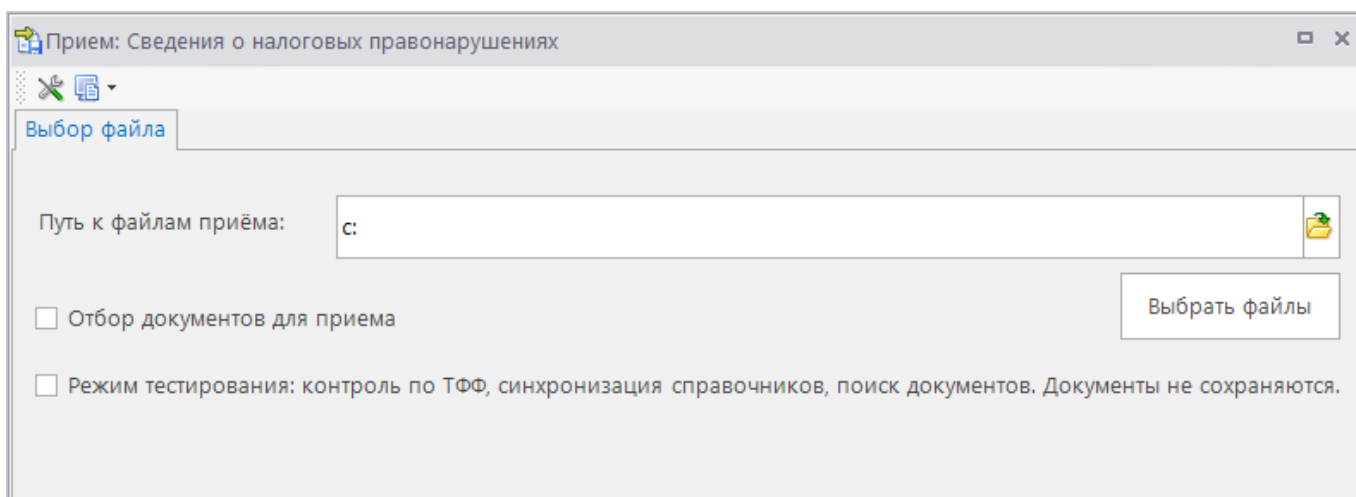 Прием: Сведения о налоговых правонарушениях
Выбор файла
Путь к файлам приёма:
c:
Выбрать файлы
Отбор документов для приема
Режим тестирования: контроль по ТФФ, синхронизация справочников, поиск документов. Документы не сохраняются.